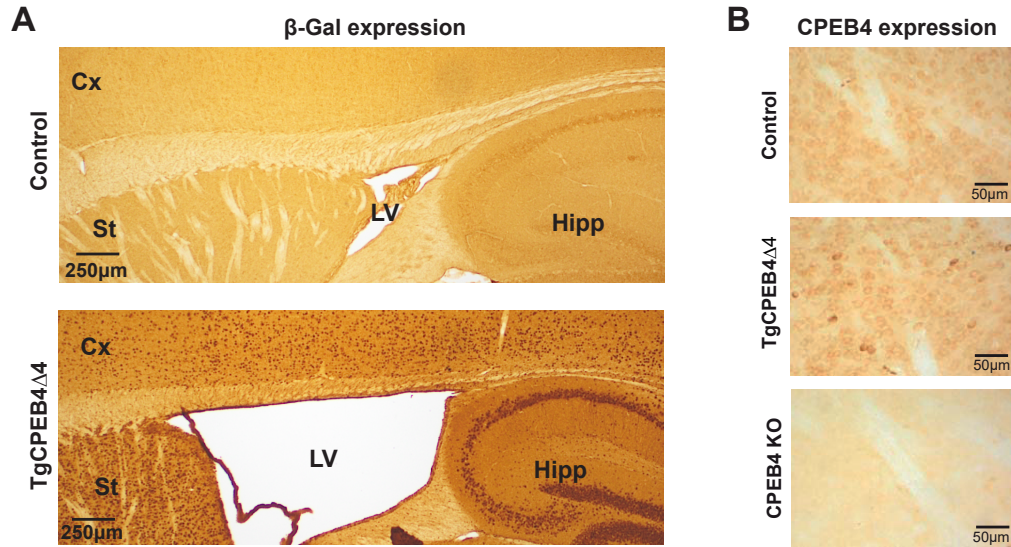 A
β-Gal expression
Control
Cx
St
LV
Hipp
250µm
TgCPEB4Δ4
Cx
LV
St
Hipp
250µm
B
CPEB4 expression
Control
50µm
TgCPEB4Δ4
50µm
CPEB4 KO
50µm